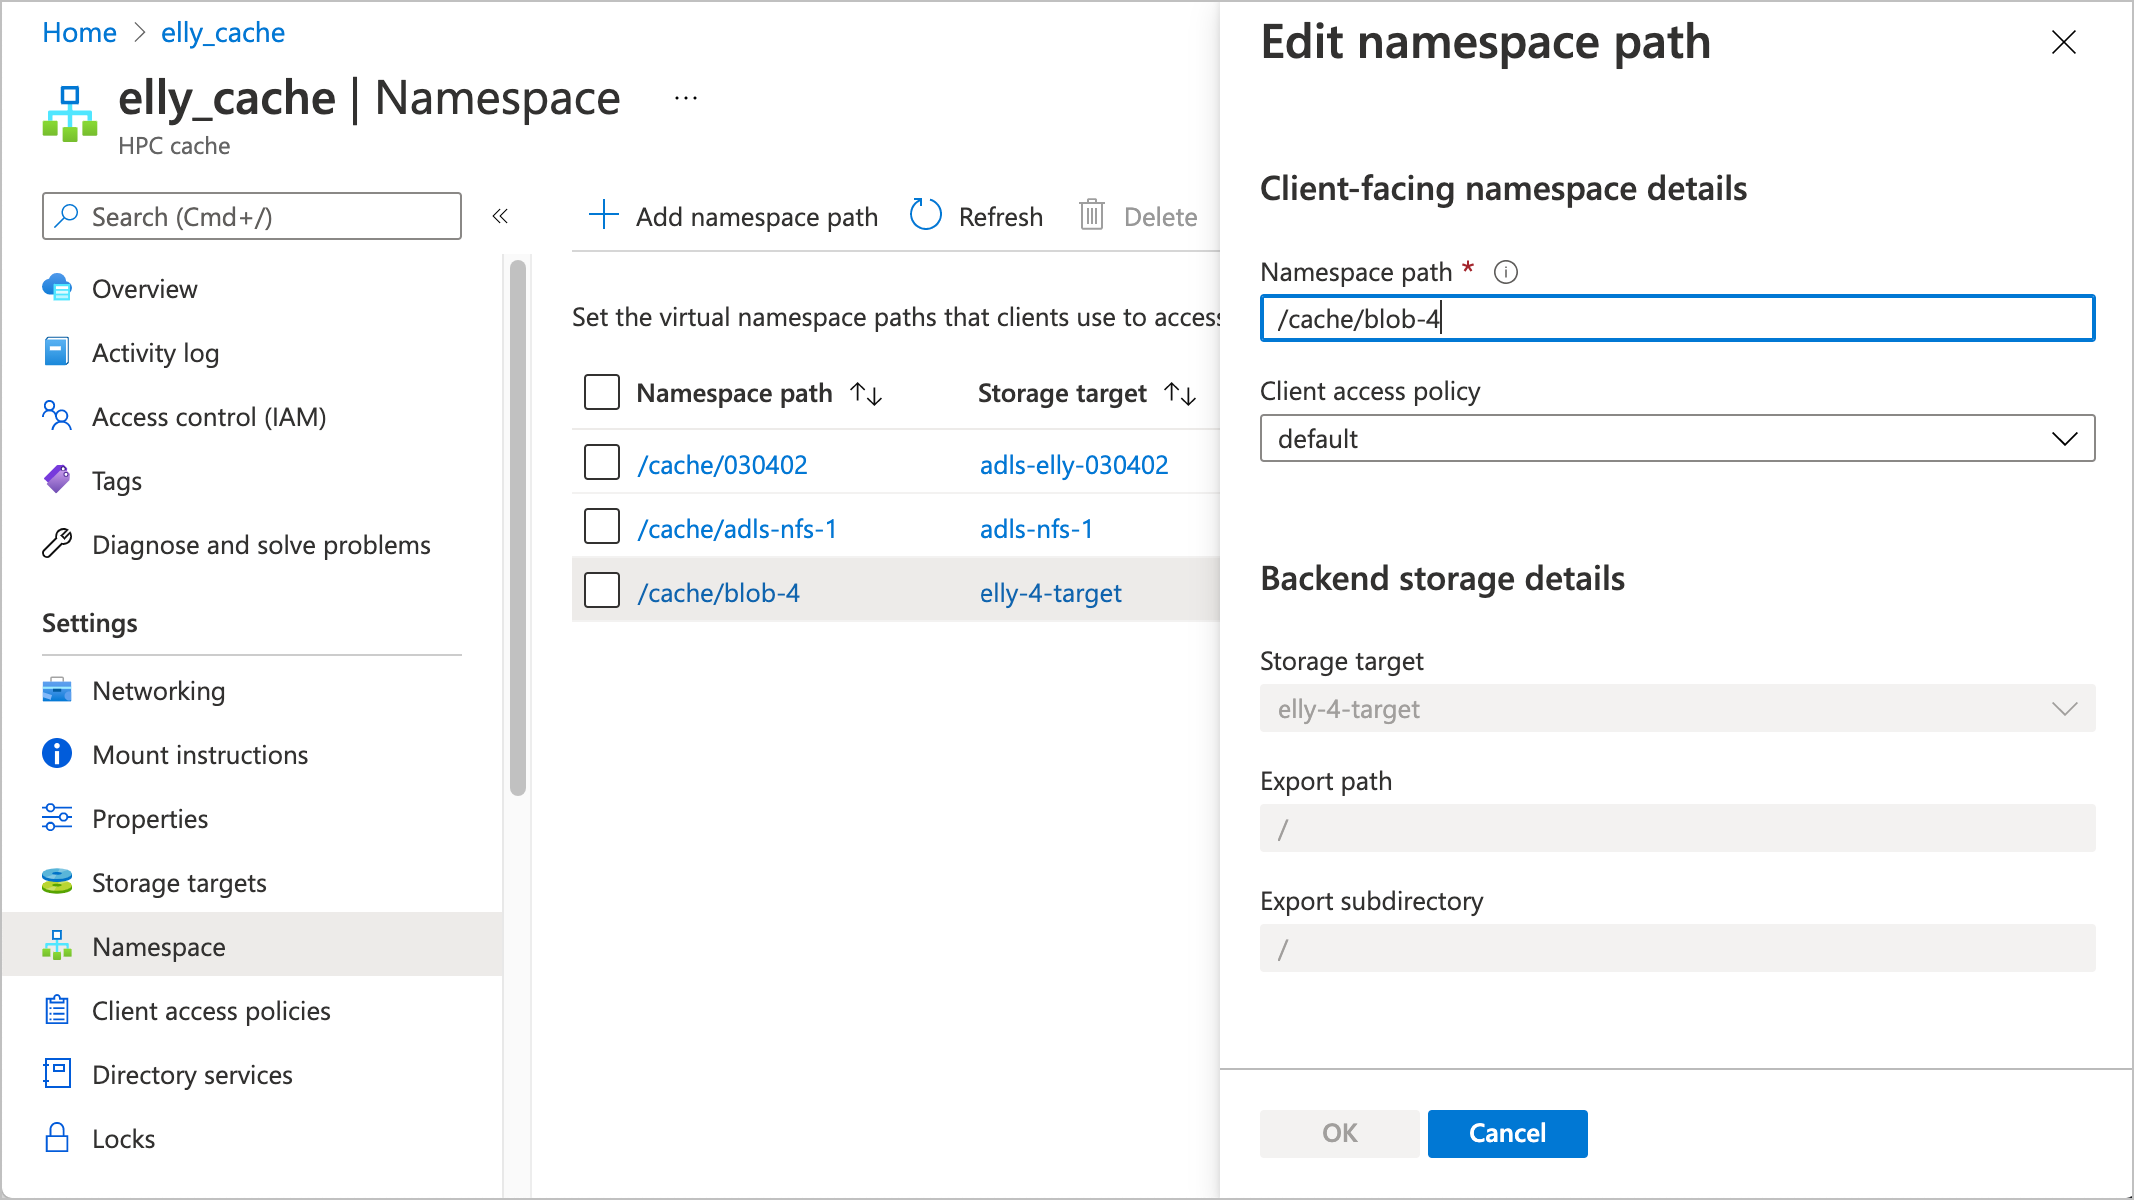 Home > elly_cache
elly_cache | Namespace ...
HPC cache
Search (Cmd+/)
«
Overview
Activity log
Access control (IAM)
Tags
Diagnose and solve problems
Settings
Networking
Mount instructions
Properties
Storage targets
Namespace
Client access policies
Directory services
Locks
Add namespace path Refresh Delete
Set the virtual namespace paths that clients use to access
Namespace path ↑↓ Storage target ↑↓
/cache/030402 adls-elly-030402
/cache/adls-nfs-1 adls-nfs-1
/cache/blob-4 elly-4-target
Edit namespace path
Client-facing namespace details
Namespace path *
/cache/blob-4
Client access policy
default
Backend storage details
Storage target
elly-4-target
Export path
/
Export subdirectory
/
OK Cancel